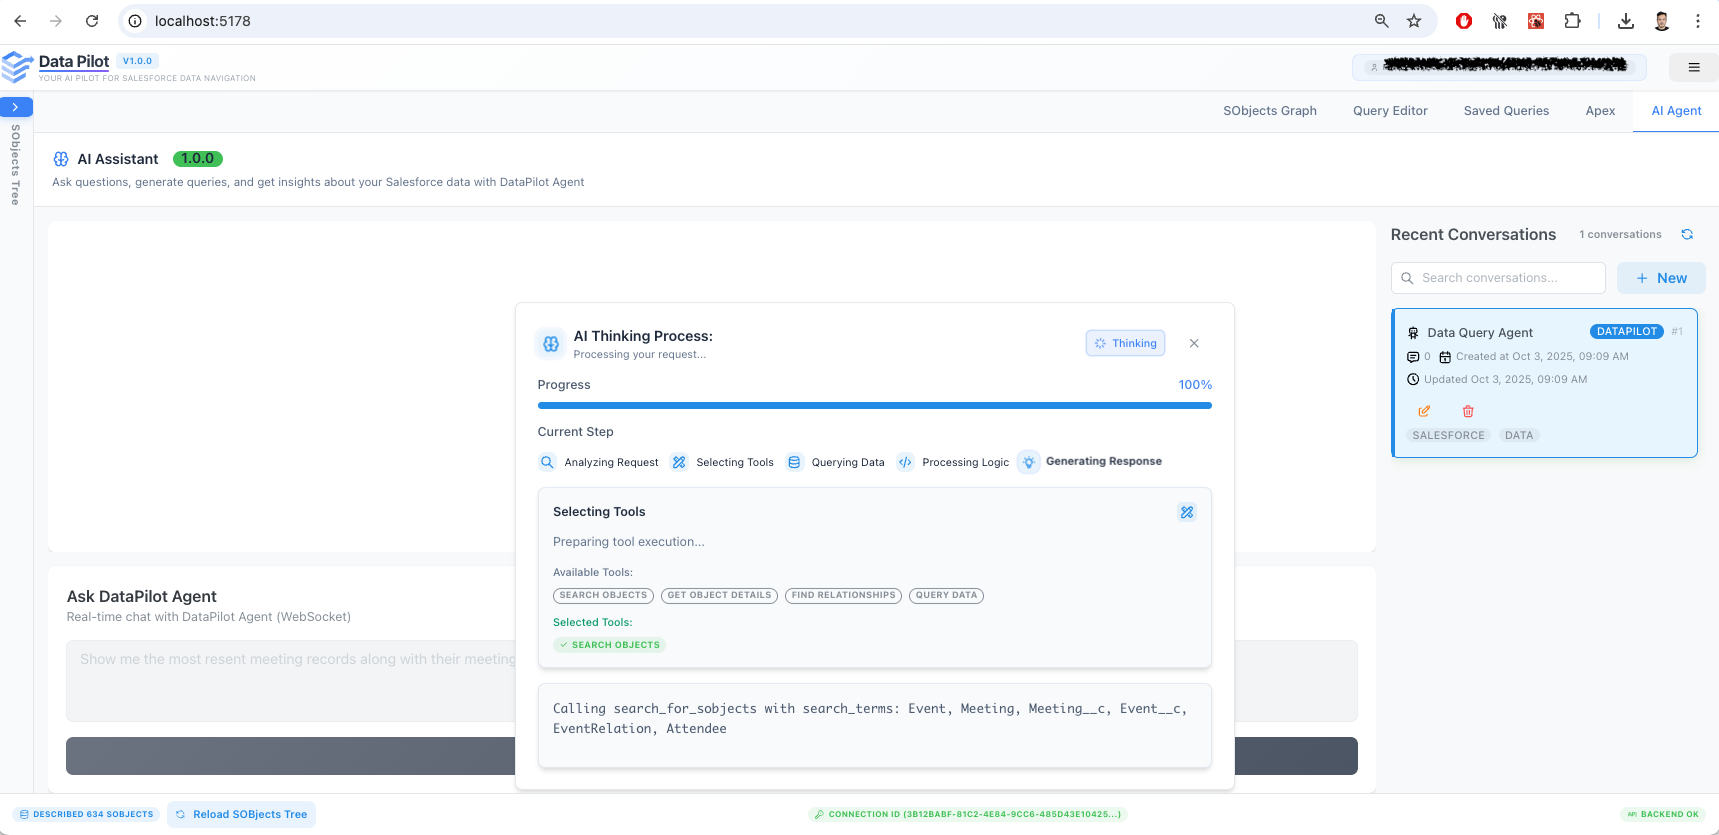 localhost:5178
Data Pilot V1.0.0
YOUR AI PILOT FOR SALESFORCE DATA NAVIGATION
SObjects Graph Query Editor Saved Queries Apex AI Agent
SObjects Tree
AI Assistant 1.0.0
Ask questions, generate queries, and get insights about your Salesforce data with DataPilot Agent
AI Thinking Process:
Processing your request...
Thinking
Progress 100%
Current Step
Analyzing Request Selecting Tools Querying Data Processing Logic Generating Response
Selecting Tools
Preparing tool execution...
Available Tools:
SEARCH OBJECTS GET OBJECT DETAILS FIND RELATIONSHIPS QUERY DATA
Selected Tools:
SEARCH OBJECTS
Calling search_for_sobjects with search_terms: Event, Meeting, Meeting__c, Event__c,
EventRelation, Attendee
Ask DataPilot Agent
Real-time chat with DataPilot Agent (WebSocket)
Show me the most resent meeting records along with their meeting
Recent Conversations 1 conversations
Search conversations... + New
Data Query Agent DATAPILOT #1
0 Created at Oct 3, 2025, 09:09 AM
Updated Oct 3, 2025, 09:09 AM
SALESFORCE DATA
DESCRIBED 634 SOBJECTS Reload SOBjects Tree CONNECTION ID (3B12BABF-81C2-4E84-9CC6-485D43E10425...) API BACKEND OK